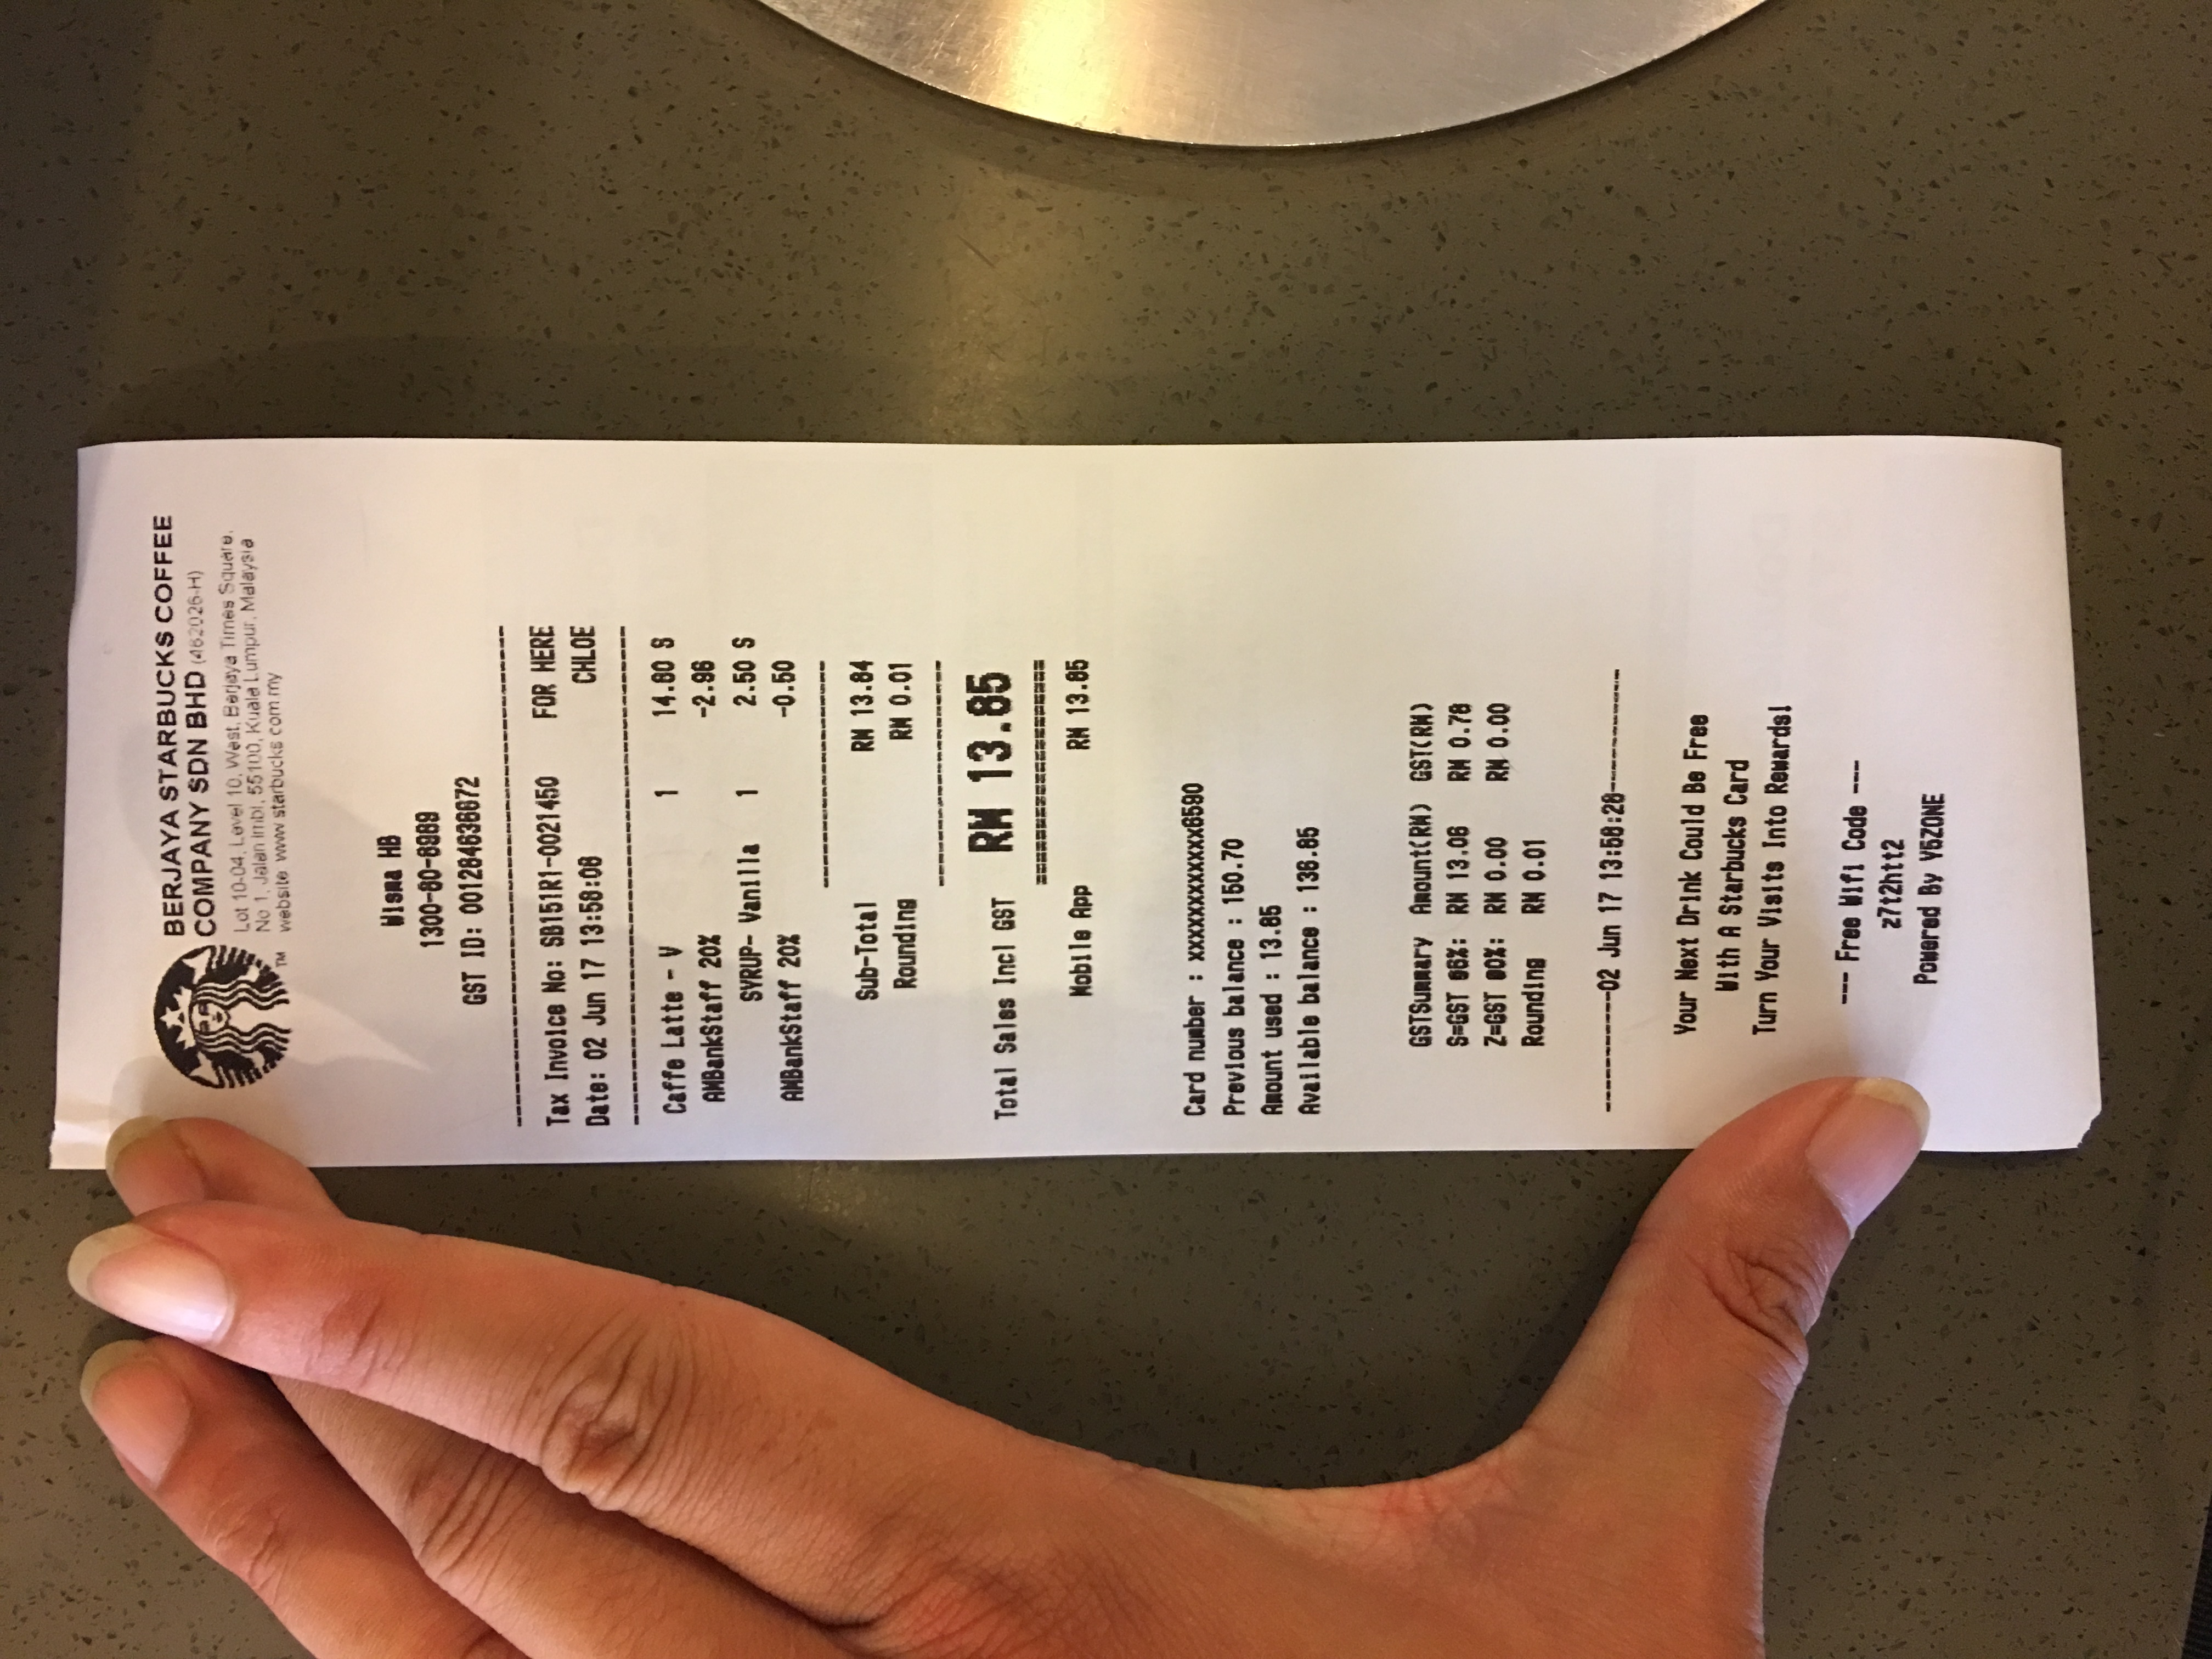 BERJAYA STARBUCKS COFFEE
COMPANY SDN BHD (462026-H)
Lot 10-04, Level 10, West, Berjaya Times Square,
No 1, Jalan Imbi, 55100, Kuala Lumpur, Malaysia
website: www.starbucks.com.my
TM
Wisma HB
1300-80-8989
GST ID: 001284636672
Tax Invoice No: SB151R1-0021450 FOR HERE
Date: 02 Jun 17 13:58:08 CHLOE
Caffe Latte - V 1 14.80 S
AMBankStaff 20% -2.96
SYRUP- Vanilla 1 2.50 S
AMBankStaff 20% -0.50
Sub-Total RM 13.84
Rounding RM 0.01
Total Sales Incl GST RM 13.85
Mobile App RM 13.85
Card number : xxxxxxxxxxxx6590
Previous balance : 150.70
Amount used : 13.85
Available balance : 136.85
GSTSummary Amount(RM) GST(RM)
S=GST 06%: RM 13.06 RM 0.78
Z=GST 00%: RM 0.00 RM 0.00
Rounding RM 0.01
-----------02 Jun 17 13:58:28-----------
Your Next Drink Could Be Free
With A Starbucks Card
Turn Your Visits Into Rewards!
--- Free Wifi Code ---
z7t2htt2
Powered By Y5ZONE